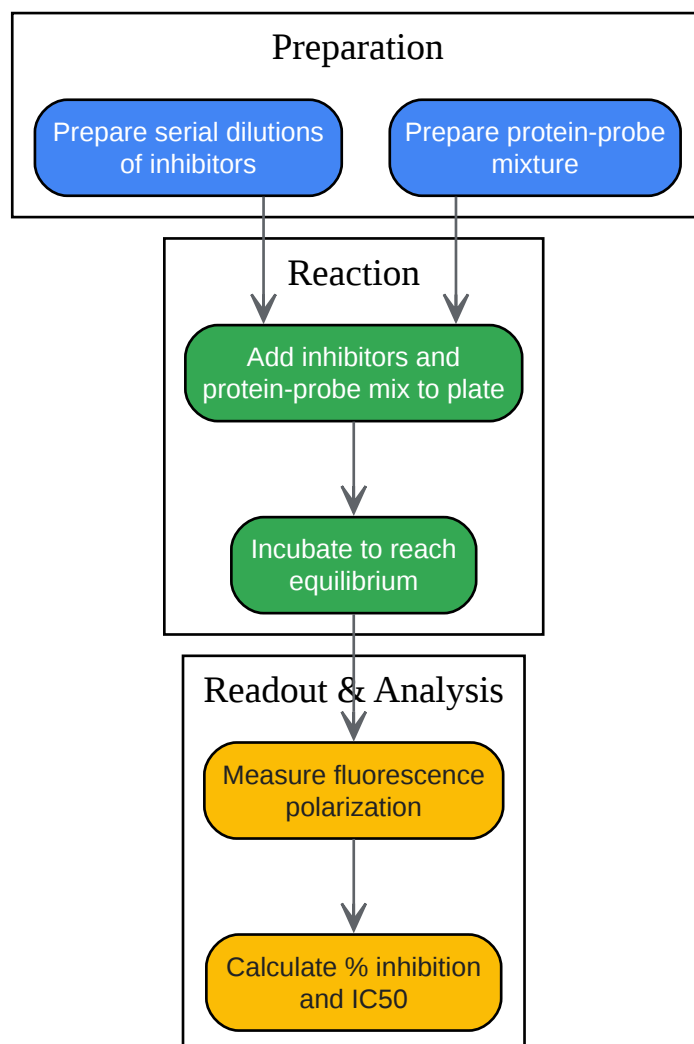 Preparation
Prepare serial dilutions
of inhibitors
Prepare protein-probe
mixture
Reaction
Add inhibitors and
protein-probe mix to plate
Incubate to reach
equilibrium
Readout & Analysis
Measure fluorescence
polarization
Calculate % inhibition
and IC50